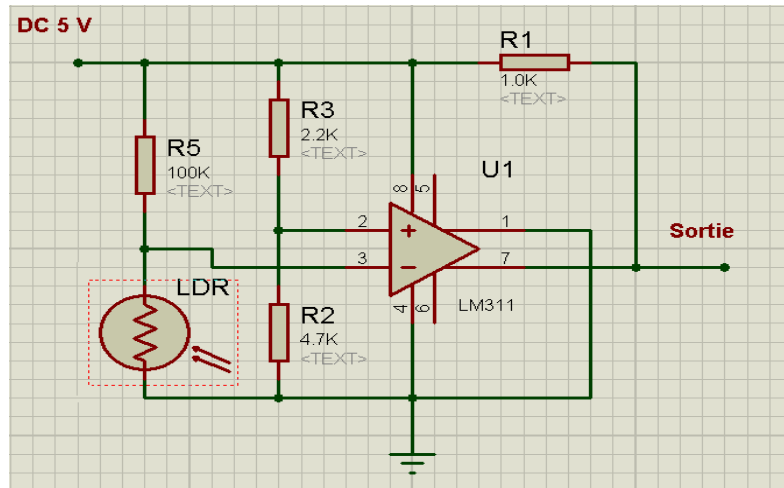 DC 5 V
R1
1.0K
<TEXT>
R3
2.2K
<TEXT>
R5
100K
<TEXT>
U1
8
5
2
1
3
7
4
6
LM311
Sortie
LDR
R2
4.7K
<TEXT>